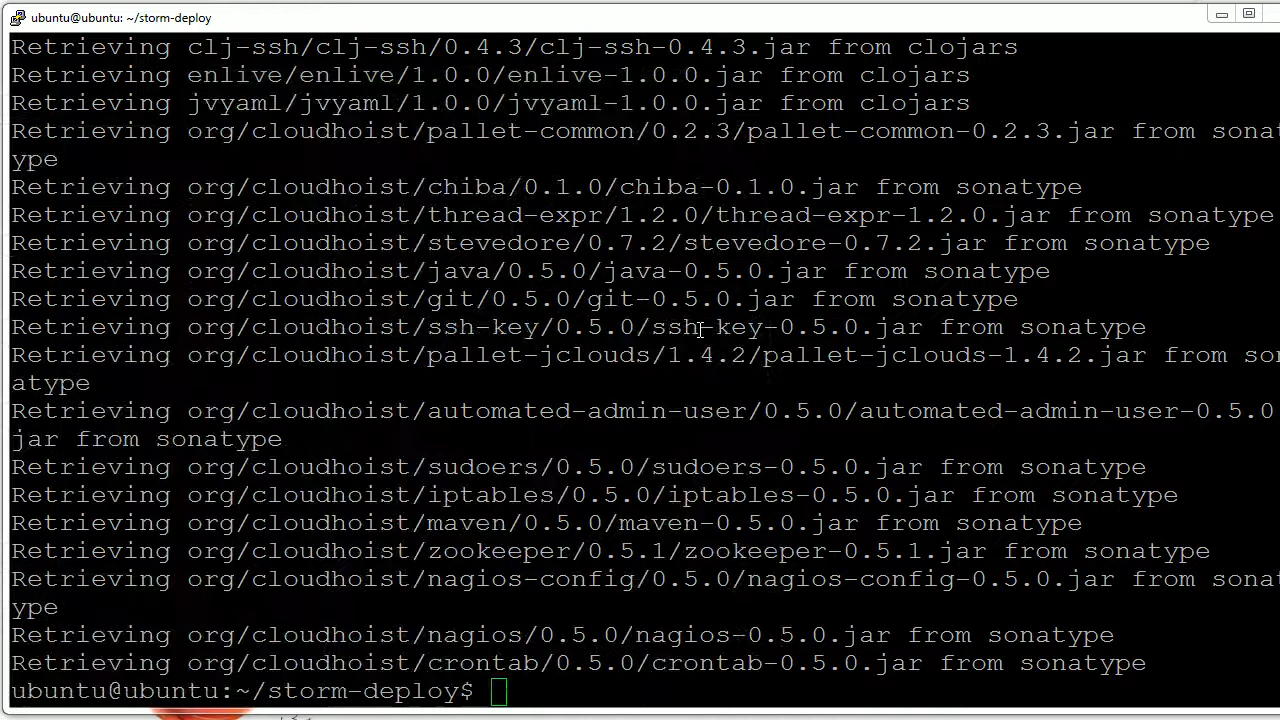 ubuntu@ubuntu: ~/storm-deploy
Retrieving clj-ssh/clj-ssh/0.4.3/clj-ssh-0.4.3.jar from clojars
Retrieving enlive/enlive/1.0.0/enlive-1.0.0.jar from clojars
Retrieving jvyaml/jvyaml/1.0.0/jvyaml-1.0.0.jar from clojars
Retrieving org/cloudhoist/pallet-common/0.2.3/pallet-common-0.2.3.jar from sona
ype
Retrieving org/cloudhoist/chiba/0.1.0/chiba-0.1.0.jar from sonatype
Retrieving org/cloudhoist/thread-expr/1.2.0/thread-expr-1.2.0.jar from sonatype
Retrieving org/cloudhoist/stevedore/0.7.2/stevedore-0.7.2.jar from sonatype
Retrieving org/cloudhoist/java/0.5.0/java-0.5.0.jar from sonatype
Retrieving org/cloudhoist/git/0.5.0/git-0.5.0.jar from sonatype
Retrieving org/cloudhoist/ssh-key/0.5.0/ssh-key-0.5.0.jar from sonatype
Retrieving org/cloudhoist/pallet-jclouds/1.4.2/pallet-jclouds-1.4.2.jar from so
atype
Retrieving org/cloudhoist/automated-admin-user/0.5.0/automated-admin-user-0.5.0
jar from sonatype
Retrieving org/cloudhoist/sudoers/0.5.0/sudoers-0.5.0.jar from sonatype
Retrieving org/cloudhoist/iptables/0.5.0/iptables-0.5.0.jar from sonatype
Retrieving org/cloudhoist/maven/0.5.0/maven-0.5.0.jar from sonatype
Retrieving org/cloudhoist/zookeeper/0.5.1/zookeeper-0.5.1.jar from sonatype
Retrieving org/cloudhoist/nagios-config/0.5.0/nagios-config-0.5.0.jar from sona
ype
Retrieving org/cloudhoist/nagios/0.5.0/nagios-0.5.0.jar from sonatype
Retrieving org/cloudhoist/crontab/0.5.0/crontab-0.5.0.jar from sonatype
ubuntu@ubuntu:~/storm-deploy$